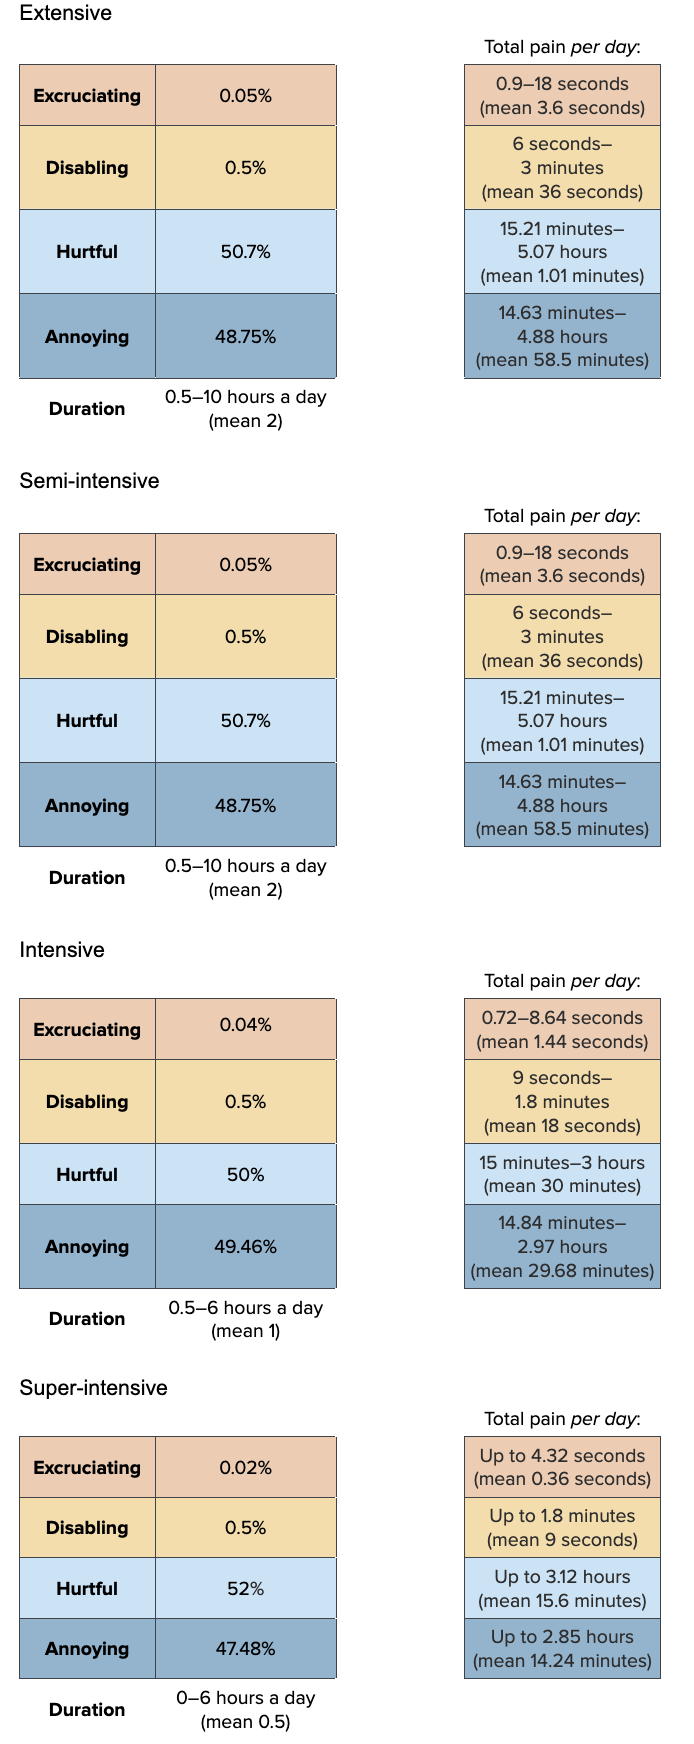 Extensive
Total pain per day:
Excruciating 0.05% 0.9–18 seconds
(mean 3.6 seconds)
Disabling 0.5% 6 seconds–
3 minutes
(mean 36 seconds)
Hurtful 50.7% 15.21 minutes–
5.07 hours
(mean 1.01 minutes)
Annoying 48.75% 14.63 minutes–
4.88 hours
(mean 58.5 minutes)
Duration 0.5–10 hours a day
(mean 2)
Semi-intensive
Total pain per day:
Excruciating 0.05% 0.9–18 seconds
(mean 3.6 seconds)
Disabling 0.5% 6 seconds–
3 minutes
(mean 36 seconds)
Hurtful 50.7% 15.21 minutes–
5.07 hours
(mean 1.01 minutes)
Annoying 48.75% 14.63 minutes–
4.88 hours
(mean 58.5 minutes)
Duration 0.5–10 hours a day
(mean 2)
Intensive
Total pain per day:
Excruciating 0.04% 0.72–8.64 seconds
(mean 1.44 seconds)
Disabling 0.5% 9 seconds–
1.8 minutes
(mean 18 seconds)
Hurtful 50% 15 minutes–3 hours
(mean 30 minutes)
Annoying 49.46% 14.84 minutes–
2.97 hours
(mean 29.68 minutes)
Duration 0.5–6 hours a day
(mean 1)
Super-intensive
Total pain per day:
Excruciating 0.02% Up to 4.32 seconds
(mean 0.36 seconds)
Disabling 0.5% Up to 1.8 minutes
(mean 9 seconds)
Hurtful 52% Up to 3.12 hours
(mean 15.6 minutes)
Annoying 47.48% Up to 2.85 hours
(mean 14.24 minutes)
Duration 0–6 hours a day
(mean 0.5)